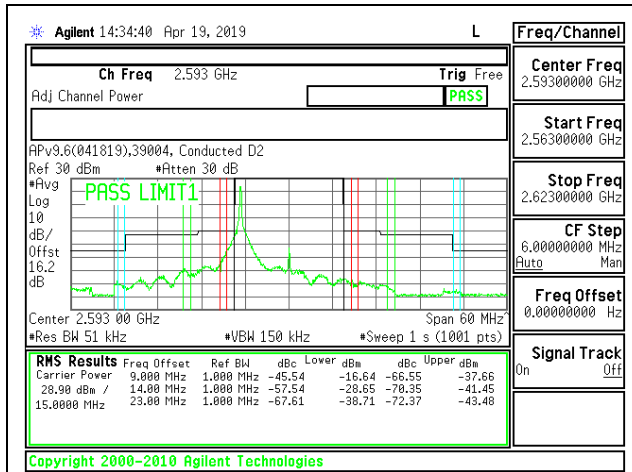 Agilent 14:34:40 Apr 19, 2019 L
Freq/Channel
Ch Freq 2.593 GHz Trig Free
Adj Channel Power PASS
APv9.6(041819),39004, Conducted D2
Ref 30 dBm #Atten 30 dB
#Avg
Log
10
dB/
Offst
16.2
dB
PASS LIMIT1
Center 2.593 00 GHz Span 60 MHz
#Res BW 51 kHz #VBW 150 kHz #Sweep 1 s (1001 pts)
RMS Results Freq Offset Ref BW dBc Lower dBm dBc Upper dBm
Carrier Power 9.000 MHz 1.000 MHz -45.54 -16.64 -66.55 -37.66
28.90 dBm / 14.00 MHz 1.000 MHz -57.54 -28.65 -70.35 -41.45
15.0000 MHz 23.00 MHz 1.000 MHz -67.61 -38.71 -72.37 -43.48
Center Freq
2.59300000 GHz
Start Freq
2.56300000 GHz
Stop Freq
2.62300000 GHz
CF Step
6.00000000 MHz
Auto Man
Freq Offset
0.00000000 Hz
Signal Track
On Off
Copyright 2000-2010 Agilent Technologies